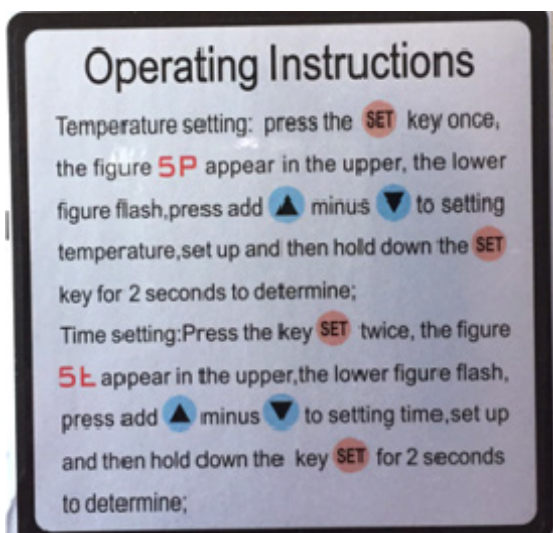 Operating Instructions
Temperature setting: press the SET key once,
the figure 5P appear in the upper, the lower
figure flash,press add ▲ minus ▼ to setting
temperature,set up and then hold down the SET
key for 2 seconds to determine;
Time setting:Press the key SET twice, the figure
5t appear in the upper,the lower figure flash,
press add ▲ minus ▼ to setting time,set up
and then hold down the key SET for 2 seconds
to determine;